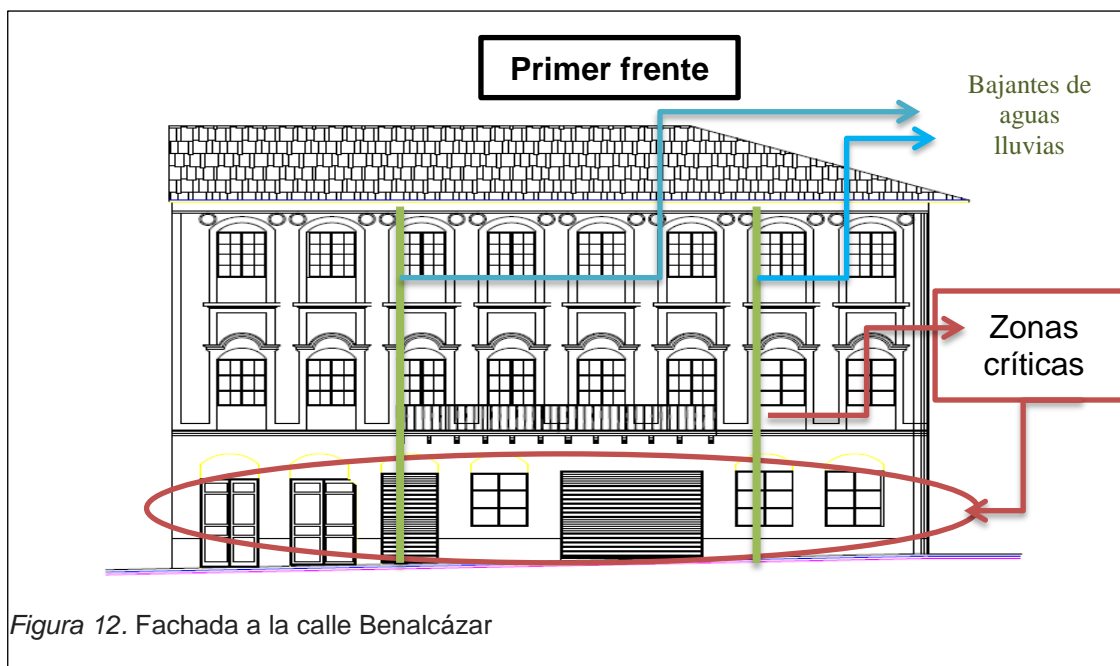 Primer frente
Bajantes de
aguas
lluvias
Zonas
críticas
Figura 12. Fachada a la calle Benalcázar